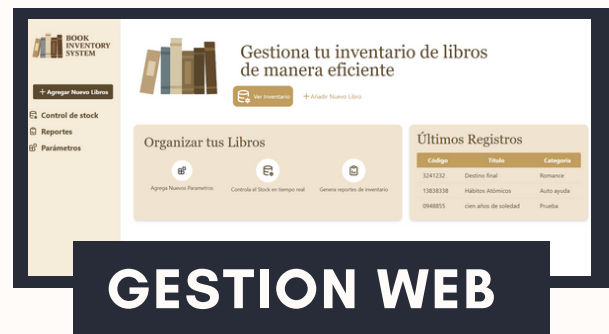 BOOK
INVENTORY
SYSTEM
+ Agregar Nuevo Libros
Control de stock
Reportes
Parámetros
Gestiona tu inventario de libros
de manera eficiente
Ver Inventario
+ Añadir Nuevo Libro
Organizar tus Libros
Agrega Nuevos Parametros
Controla el Stock en tiempo real
Genera reportes de inventario
Últimos Registros
Código Título Categoria
3241232 Destino final Romance
13838338 Hábitos Atómicos Auto ayuda
0948855 cien años de soledad Prueba
GESTION WEB